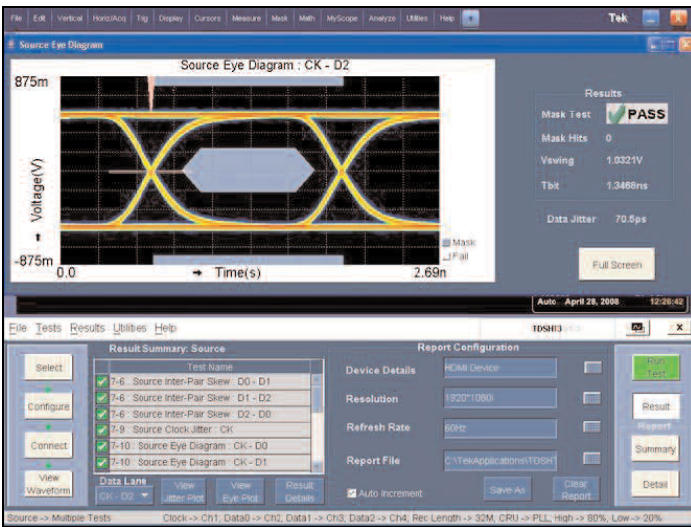 File Edit Vertical Horiz/Acq Trig Display Cursors Measure Mask Math MyScope Analyze Utilities Help Tek
Source Eye Diagram
Source Eye Diagram : CK - D2
875m
Voltage(V)
-875m
0.0
Time(s)
2.69n
Mask
Fail
Results
Mask Test PASS
Mask Hits 0
Vswing 1.0321V
Tbit 1.3468ns
Data Jitter 70.5ps
Full Screen
Auto April 28, 2008 12:26:42
File Tests Results Utilities Help TDSHT3 x
Select
Configure
Connect
View Waveform
Result Summary: Source
Test Name
7-6 : Source Inter-Pair Skew : D0 - D1
7-6 : Source Inter-Pair Skew : D1 - D2
7-6 : Source Inter-Pair Skew : D2 - D0
7-9 : Source Clock Jitter : CK
7-10 : Source Eye Diagram : CK - D0
7-10 : Source Eye Diagram : CK - D1
Data Lane
CK - D2
View Jitter Plot
View Eye Plot
Result Details
Report Configuration
Device Details HDMI Device
Resolution 1920*1080i
Refresh Rate 60Hz
Report File C:\TekApplications\TDSHT
Auto Increment
Save As
Clear Report
Run Test
Result
Report
Summary
Detail
Source -> Multiple Tests Clock -> Ch1, Data0 -> Ch2, Data1 -> Ch3, Data2 -> Ch4, Rec Length -> 32M, CRU -> PLL, High -> 80%, Low -> 20%